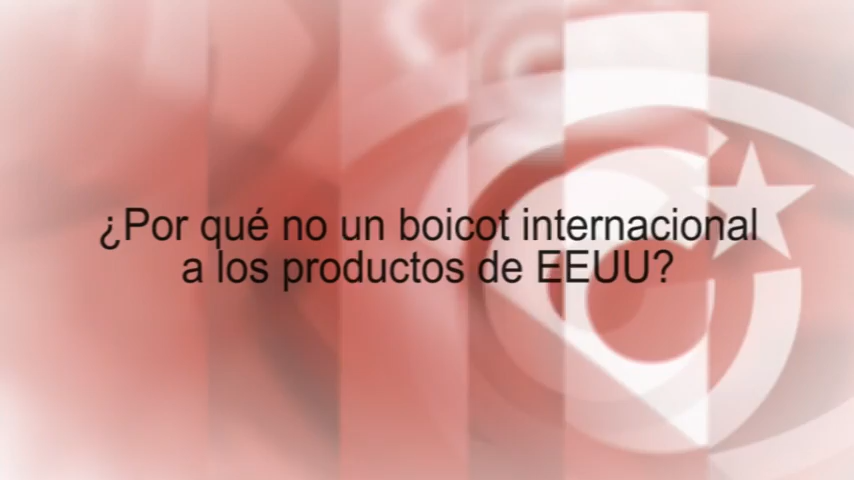 ¿Por qué no un boicot internacional
a los productos de EEUU?